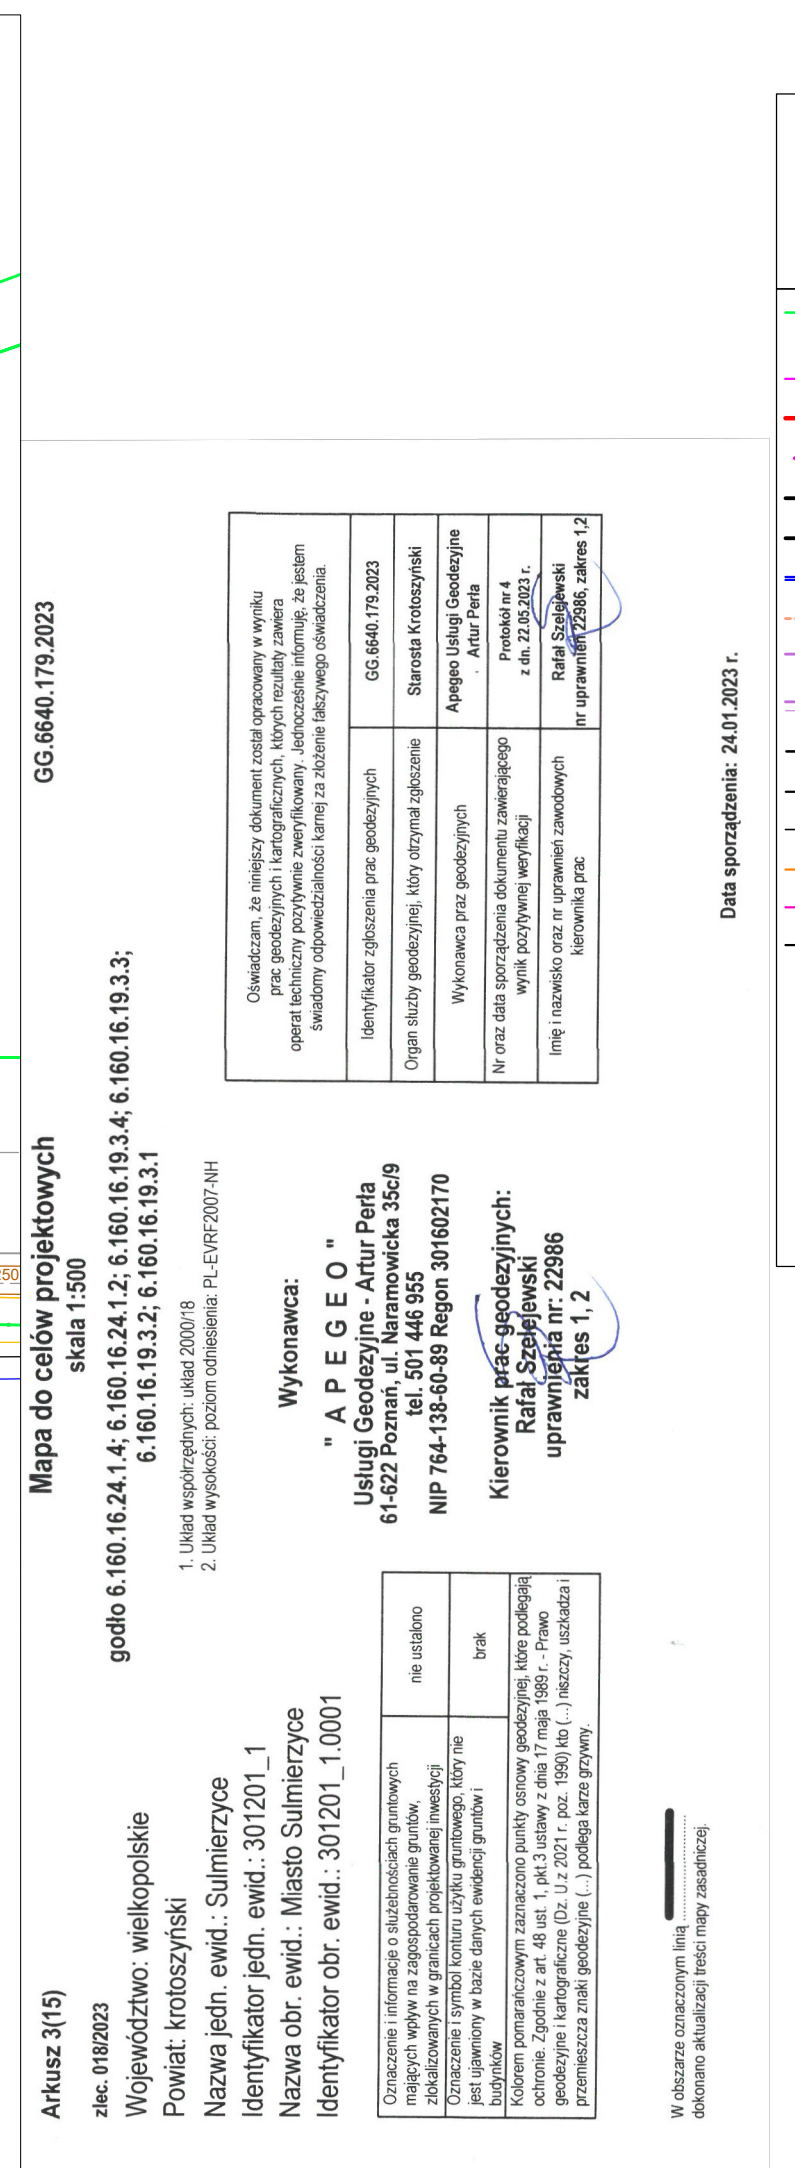 Arkusz 3(15)
Mapa do celów projektowych
GG.6640.179.2023
skala 1:500
zlec. 018/2023
godło 6.160.16.24.1.4; 6.160.16.24.1.2; 6.160.16.19.3.4; 6.160.16.19.3.3;
6.160.16.19.3.2; 6.160.16.19.3.1
Województwo: wielkopolskie
Powiat: krotoszyński
Nazwa jedn. ewid.: Sulmierzyce
Identyfikator jedn. ewid.: 301201_1
Nazwa obr. ewid.: Miasto Sulmierzyce
Identyfikator obr. ewid.: 301201_1.0001
1. Układ współrzędnych: układ 2000/18
2. Układ wysokości: poziom odniesienia: PL-EVRF2007-NH
Oznaczenie i informacje o służebnościach gruntowych
mających wpływ na zagospodarowanie gruntów,
zlokalizowanych w granicach projektowanej inwestycji
nie ustalono
Oznaczenie i symbol konturu użytku gruntowego, który nie
jest ujawniony w bazie danych ewidencji gruntów i
budynków
brak
Kolorem pomarańczowym zaznaczono punkty osnowy geodezyjnej, które podlegają
ochronie. Zgodnie z art. 48 ust. 1, pkt.3 ustawy z dnia 17 maja 1989 r. - Prawo
geodezyjne i kartograficzne (Dz. U.z 2021 r. poz. 1990) kto (...) niszczy, uszkadza i
przemieszcza znaki geodezyjne (...) podlega karze grzywny.
Wykonawca:
" A P E G E O "
Usługi Geodezyjne - Artur Perła
61-622 Poznań, ul. Naramowicka 35c/9
tel. 501 446 955
NIP 764-138-60-89 Regon 301602170
Kierownik prac geodezyjnych:
Rafał Szelejewski
uprawnienia nr: 22986
zakres 1, 2
Oświadczam, że niniejszy dokument został opracowany w wyniku
prac geodezyjnych i kartograficznych, których rezultaty zawiera
operat techniczny pozytywnie zweryfikowany. Jednocześnie informuję, że jestem
świadomy odpowiedzialności karnej za złożenie fałszywego oświadczenia.
Identyfikator zgłoszenia prac geodezyjnych
GG.6640.179.2023
Organ służby geodezyjnej, który otrzymał zgłoszenie
Starosta Krotoszyński
Wykonawca praz geodezyjnych
Apegeo Usługi Geodezyjne
Artur Perła
Nr oraz data sporządzenia dokumentu zawierającego
wynik pozytywnej weryfikacji
Protokół nr 4
z dn. 22.05.2023 r.
Imię i nazwisko oraz nr uprawnień zawodowych
kierownika prac
Rafał Szelejewski
nr uprawnień 22986, zakres 1,2
W obszarze oznaczonym linią ....................
dokonano aktualizacji treści mapy zasadniczej.
Data sporządzenia: 24.01.2023 r.